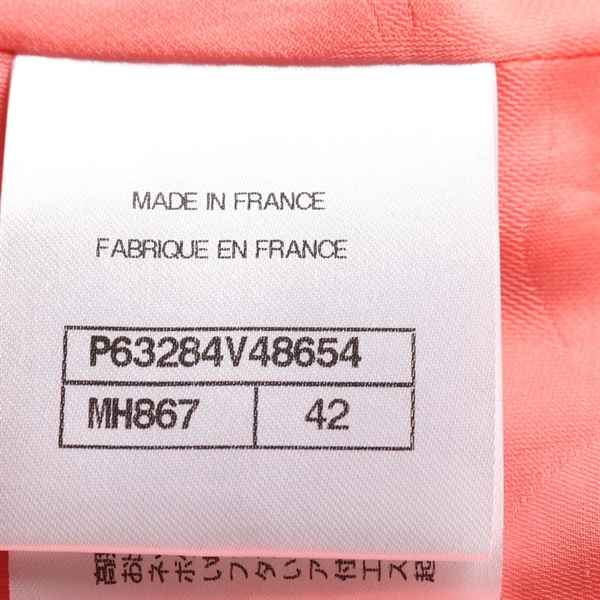 MADE IN FRANCE
FABRIQUE EN FRANCE
P63284V48654
MH867 42